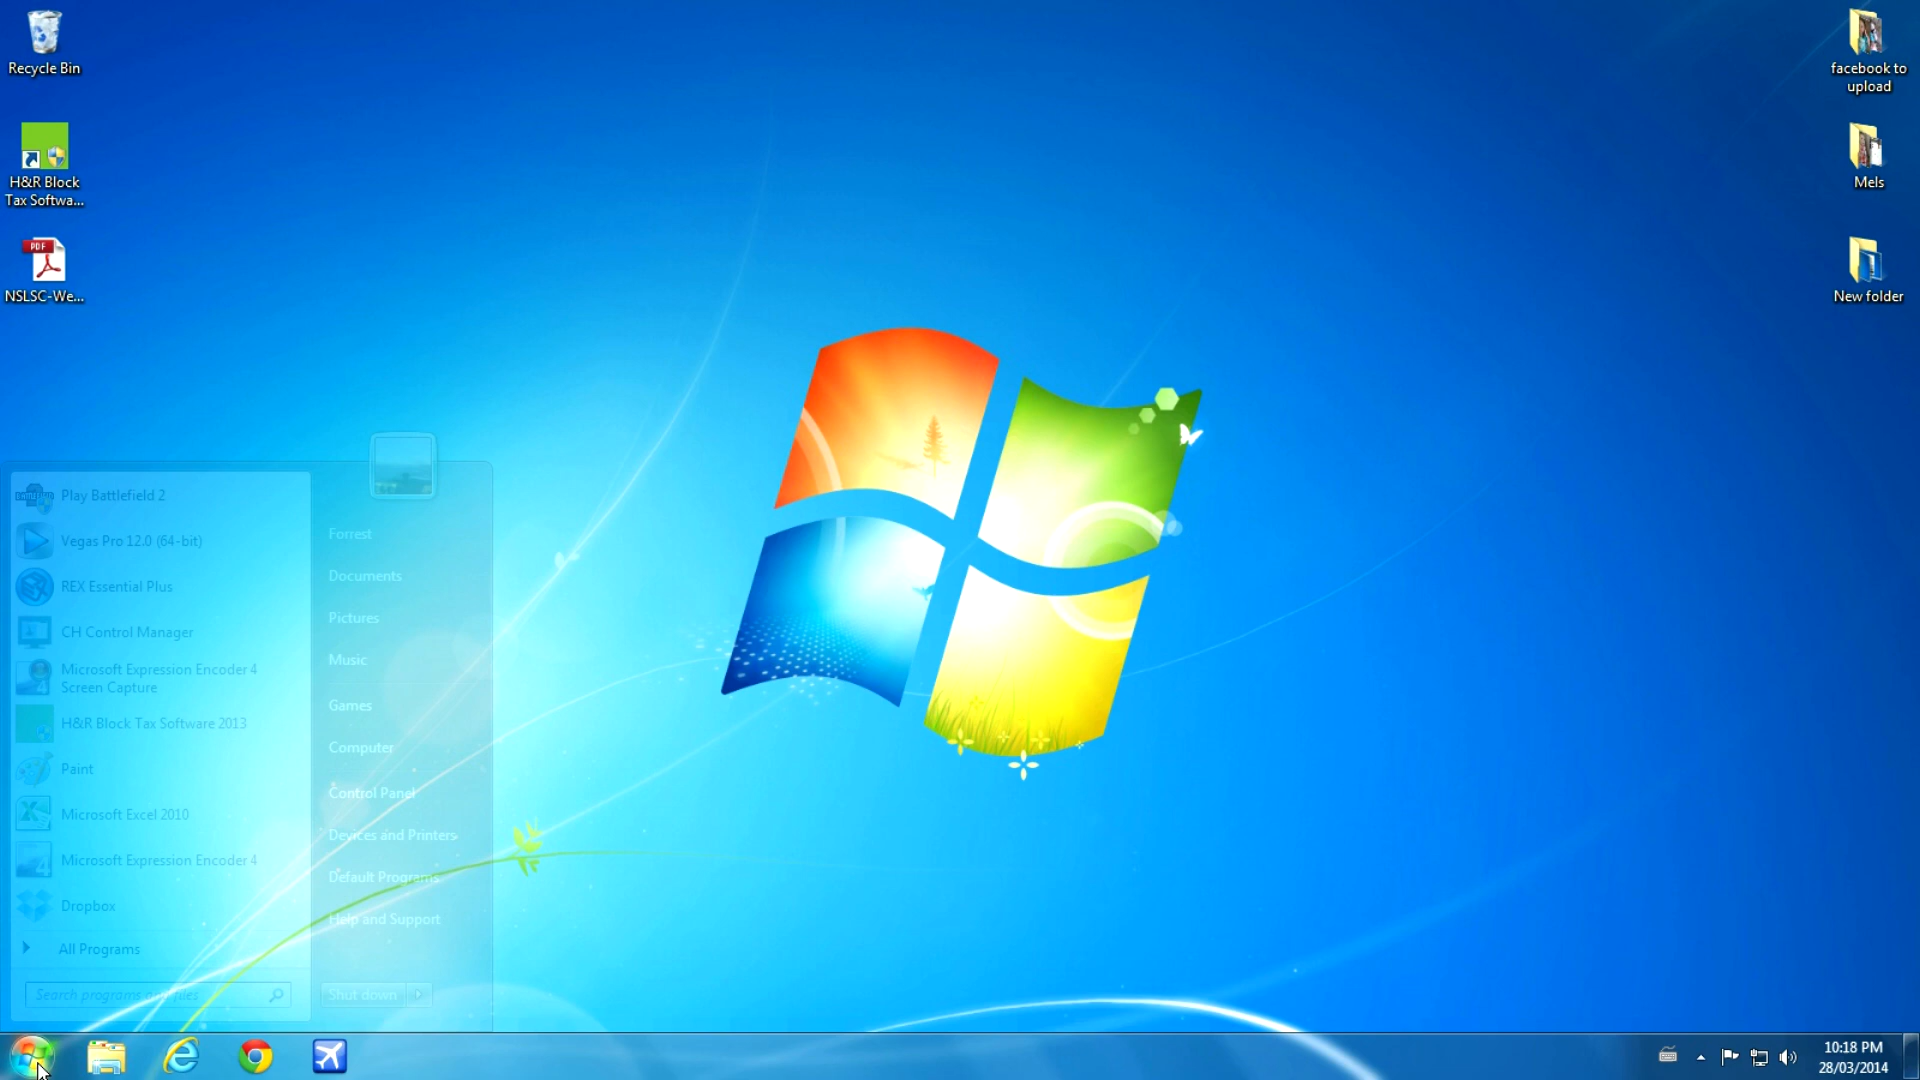 Recycle Bin
H&R Block
Tax Softwa...
PDF
NSLSC-We...
facebook to
upload
Mels
New folder
Play Battlefield 2
Vegas Pro 12.0 (64-bit)
REX Essential Plus
CH Control Manager
Microsoft Expression Encoder 4
Screen Capture
H&R Block Tax Software 2013
Paint
Microsoft Excel 2010
Microsoft Expression Encoder 4
Dropbox
All Programs
Search programs and files
Forrest
Documents
Pictures
Music
Games
Computer
Control Panel
Devices and Printers
Default Programs
Help and Support
Shut down
10:18 PM
28/03/2014